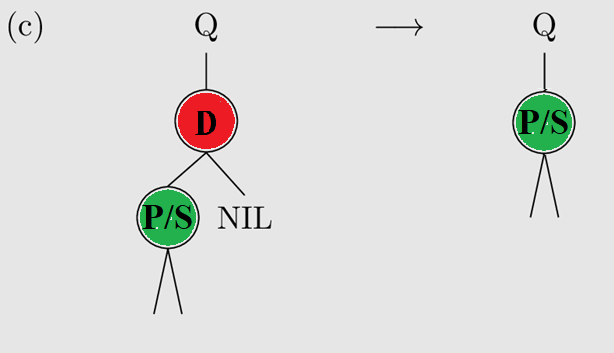 (c) Q ⟶ Q
D P/S
P/S NIL